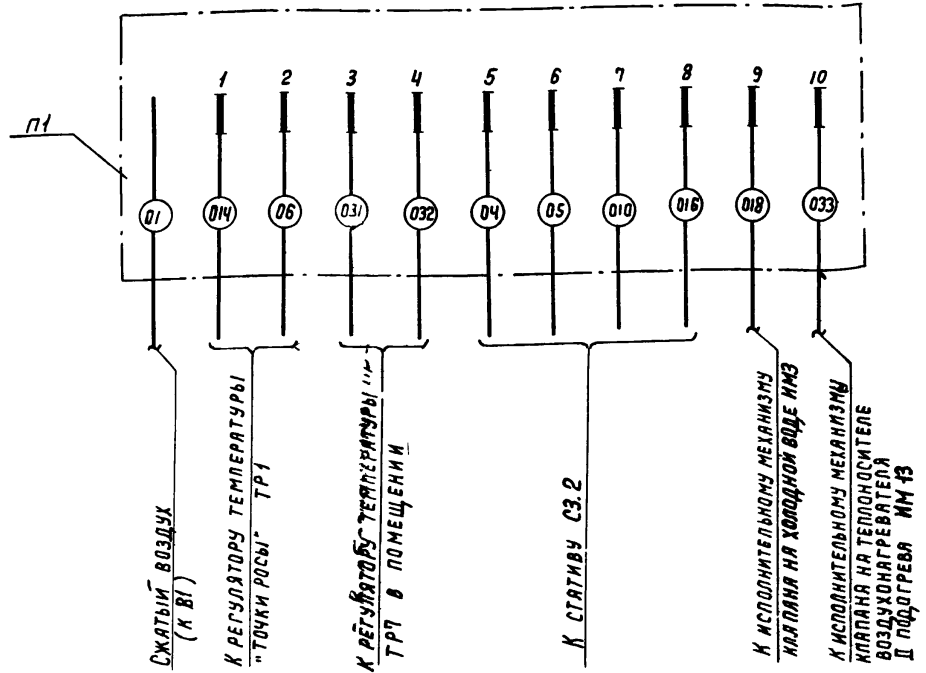 П1
1 2 3 4 5 6 7 8 9 10
01 014 06 031 032 04 05 010 016 018 033
СЖАТЫЙ ВОЗДУХ
(К В1)
К РЕГУЛЯТОРУ ТЕМПЕРАТУРЫ
"ТОЧКИ РОСЫ" ТР1
К РЕГУЛЯТОРУ ТЕМПЕРАТУРЫ
ТР7 В ПОМЕЩЕНИИ
К СТАТИВУ С3.2
К ИСПОЛНИТЕЛЬНОМУ МЕХАНИЗМУ
КЛАПАНА НА ХОЛОДНОЙ ВОДЕ ИМ3
К ИСПОЛНИТЕЛЬНОМУ МЕХАНИЗМУ
КЛАПАНА НА ТЕПЛОНОСИТЕЛЕ
ВОЗДУХОНАГРЕВАТЕЛЯ
II ПОДОГРЕВА ИМ 13